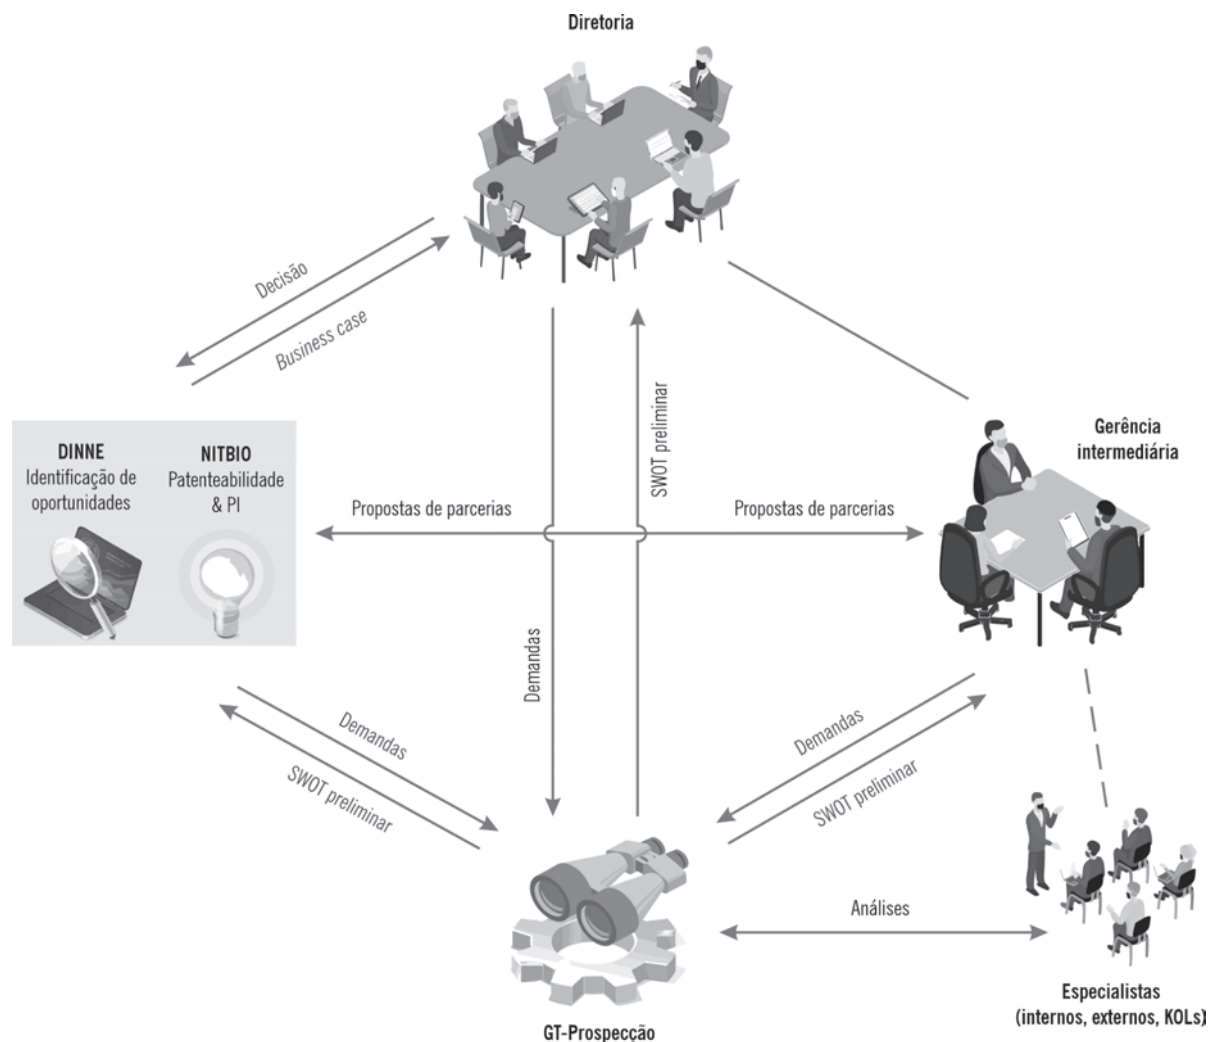 Diretoria
Decisão
Business case
SWOT preliminar
Gerência
intermediária
DINNE
Identificação de
oportunidades
NITBIO
Patenteabilidade
& PI
Propostas de parcerias
Propostas de parcerias
Demandas
Demandas
SWOT preliminar
Demandas
SWOT preliminar
Análises
Especialistas
(internos, externos, KOLs)
GT-Prospecção